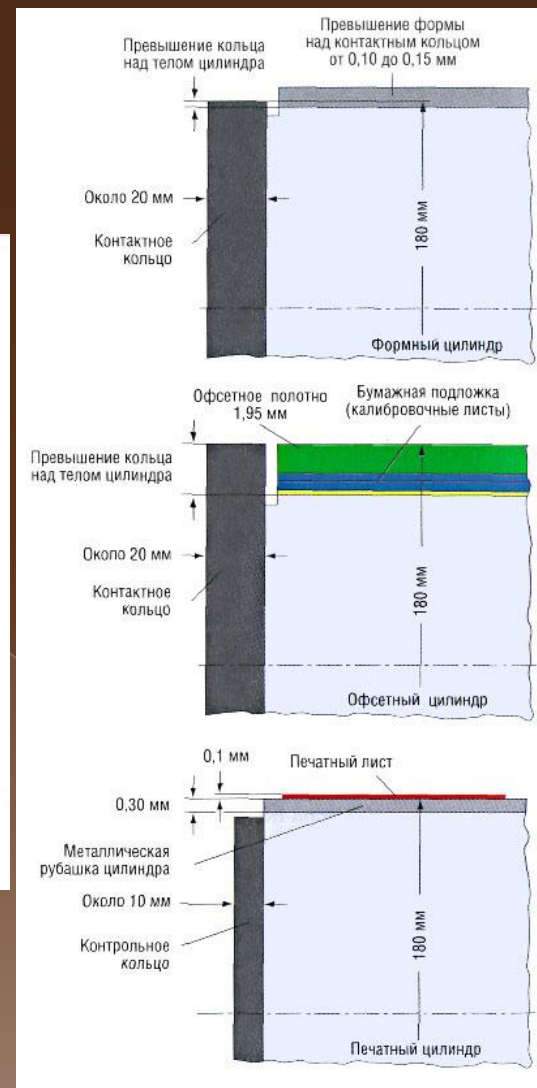 Превышение кольца
над телом цилиндра
Превышение формы
над контактным кольцом
от 0,10 до 0,15 мм
Около 20 мм
Контактное
кольцо
180 мм
Формный цилиндр
Офсетное полотно
1,95 мм
Бумажная подложка
(калибровочные листы)
Превышение кольца
над телом цилиндра
Около 20 мм
Контактное
кольцо
180 мм
Офсетный цилиндр
0,1 мм
Печатный лист
0,30 мм
Металлическая
рубашка цилиндра
Около 10 мм
Контрольное
кольцо
180 мм
Печатный цилиндр